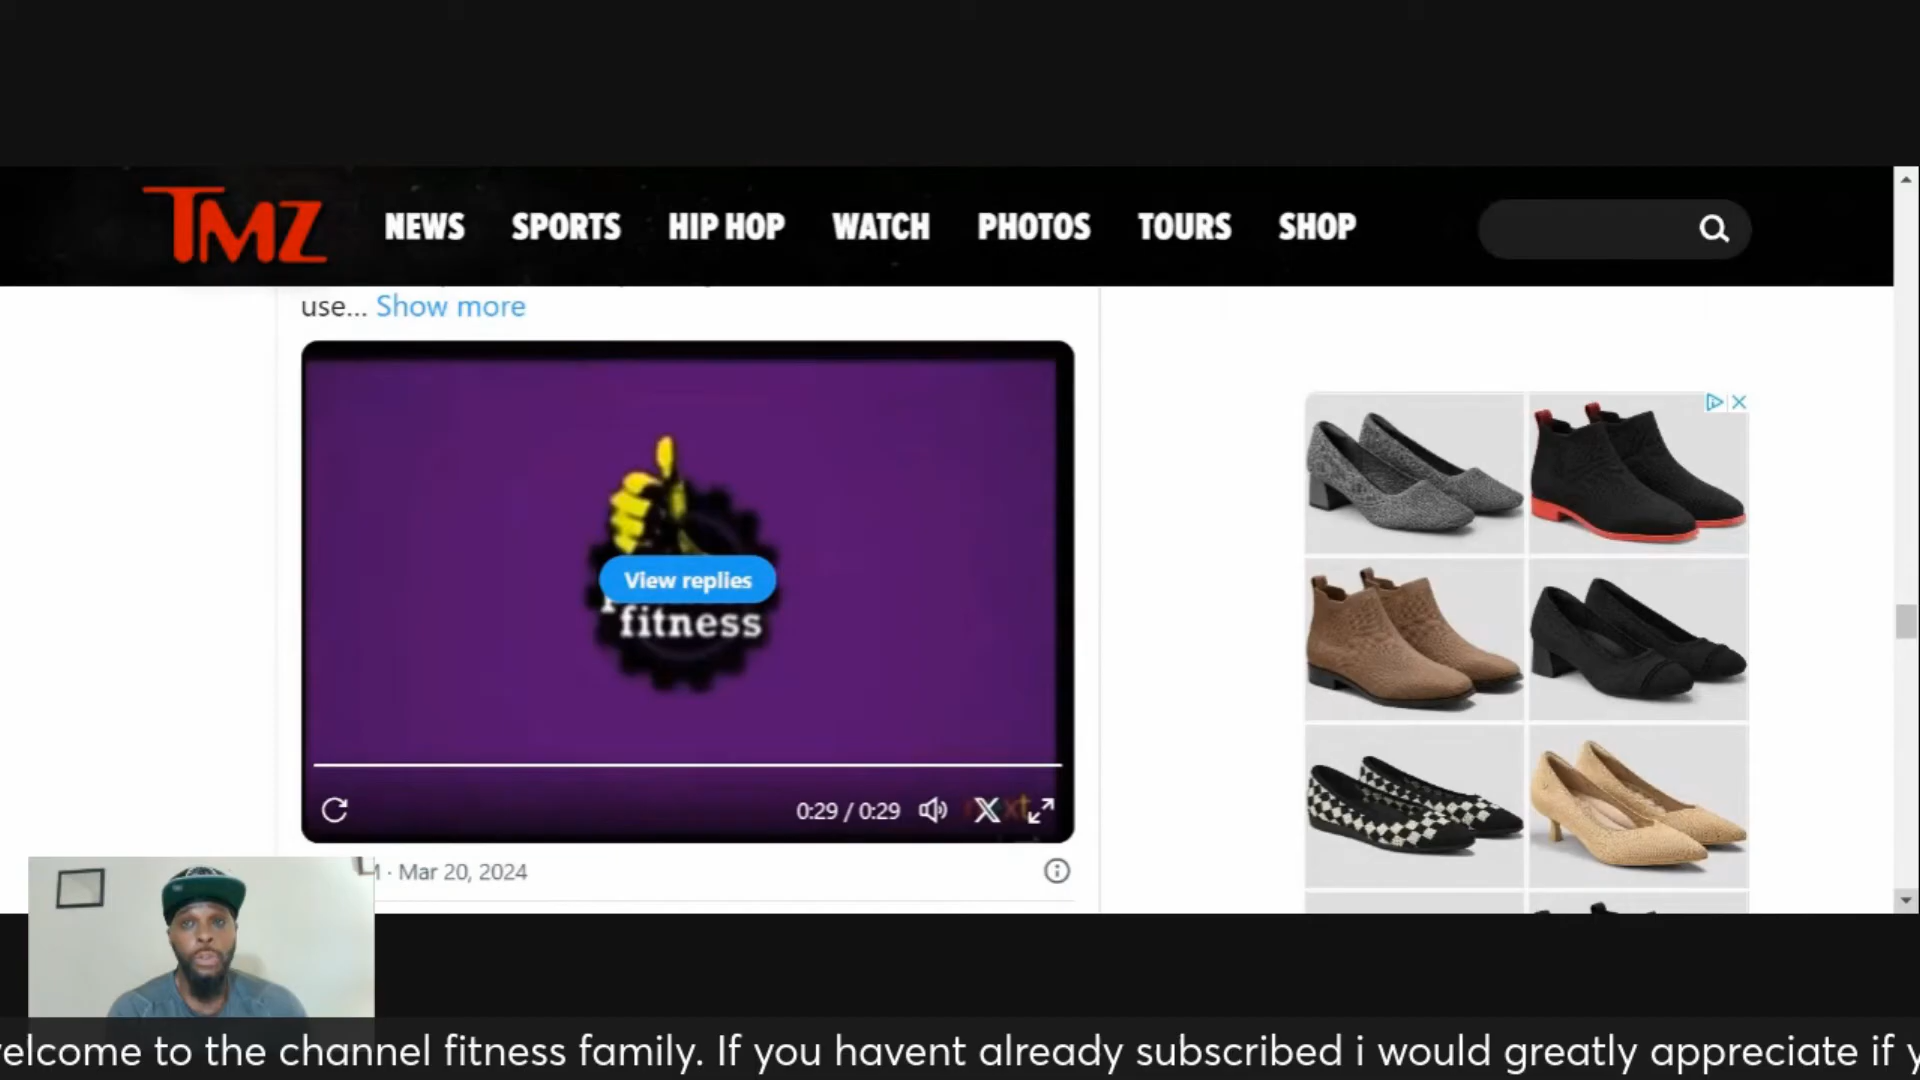 TMZ
NEWS SPORTS HIP HOP WATCH PHOTOS TOURS SHOP
use... Show more
View replies
fitness
0:29 / 0:29
Mar 20, 2024
to the channel fitness family. If you havent already subscribed i would greatly appreciate if